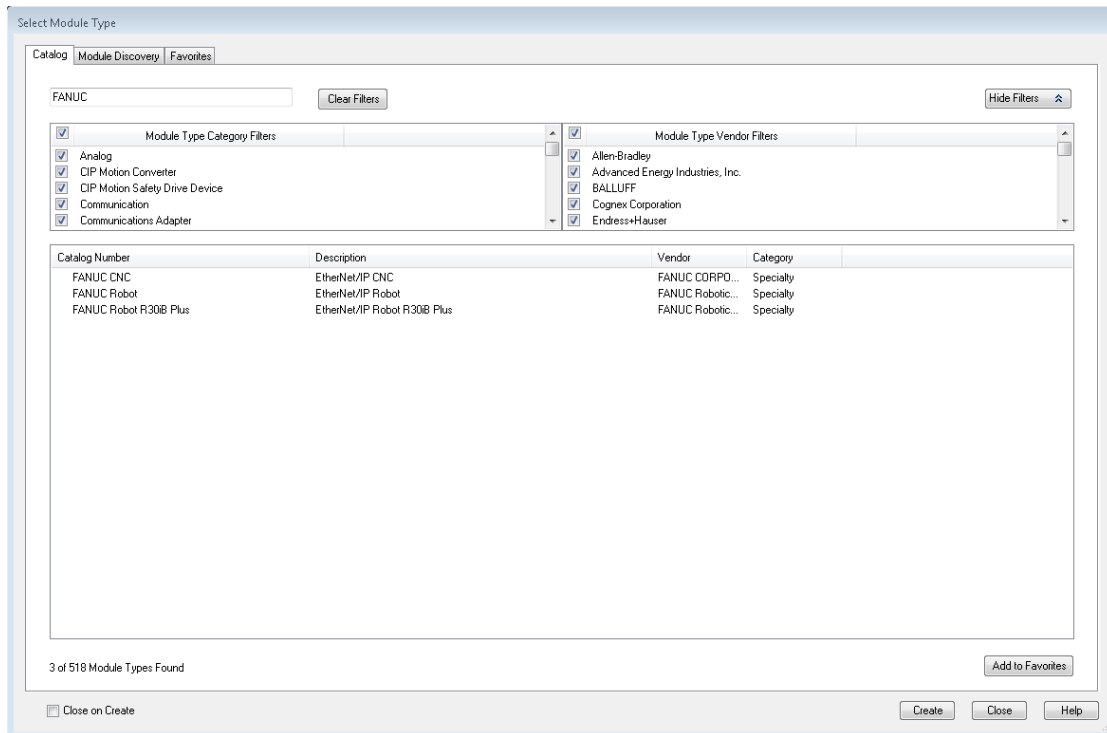 Select Module Type
Catalog Module Discovery Favorites
FANUC Clear Filters Hide Filters
Module Type Category Filters Module Type Vendor Filters
Analog Allen-Bradley
CIP Motion Converter Advanced Energy Industries, Inc.
CIP Motion Safety Drive Device BALLUFF
Communication Cognex Corporation
Communications Adapter Endress+Hauser
Catalog Number Description Vendor Category
FANUC CNC EtherNet/IP CNC FANUC CORPO... Specialty
FANUC Robot EtherNet/IP Robot FANUC Robotic... Specialty
FANUC Robot R30iB Plus EtherNet/IP Robot R30iB Plus FANUC Robotic... Specialty
3 of 518 Module Types Found Add to Favorites
Close on Create Create Close Help